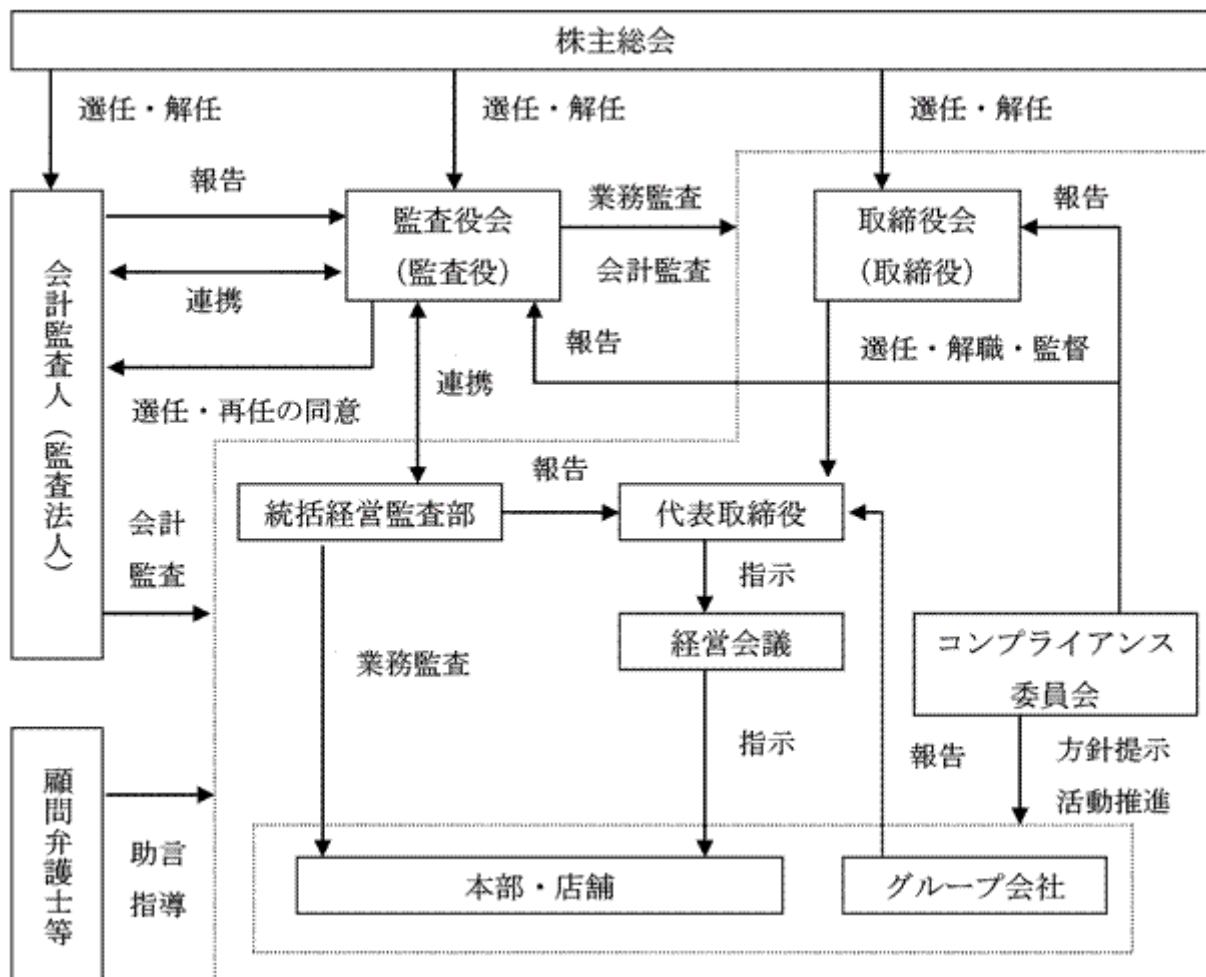 株主総会
選任・解任
選任・解任
選任・解任
報告
監査役会
(監査役)
業務監査
会計監査
取締役会
(取締役)
報告
連携
会計監査人(監査法人)
報告
選任・解職・監督
連携
選任・再任の同意
報告
統括経営監査部
代表取締役
会計
監査
指示
経営会議
コンプライアンス
委員会
業務監査
指示
報告
方針提示
活動推進
顧問弁護士等
助言
指導
本部・店舗
グループ会社